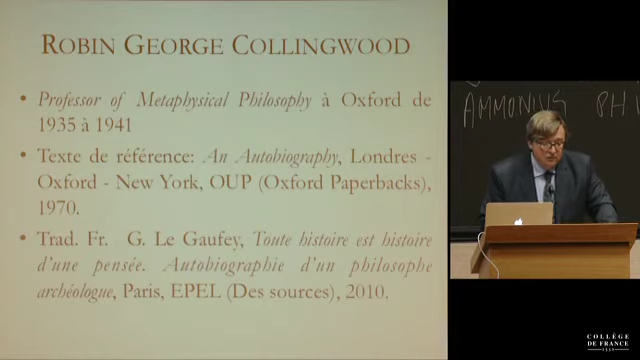 ROBIN GEORGE COLLINGWOOD
• Professor of Metaphysical Philosophy à Oxford de
1935 à 1941
• Texte de référence: An Autobiography, Londres -
Oxford - New York, OUP (Oxford Paperbacks),
1970.
• Trad. Fr. G. Le Gaufey, Toute histoire est histoire
d'une pensée. Autobiographie d'un philosophe
archéologue, Paris, EPEL (Des sources), 2010.
AMMONIUS PHI
COLLÈGE
DE FRANCE
1530